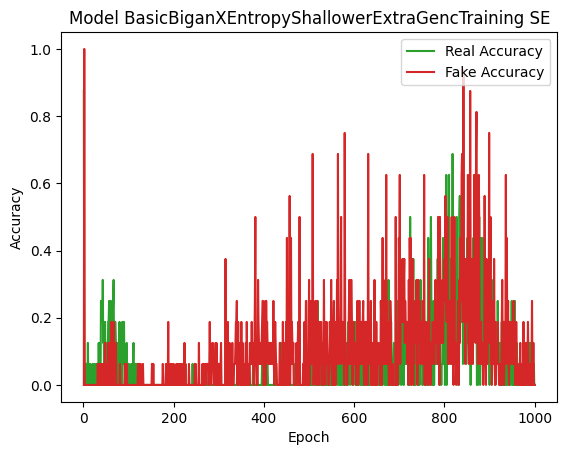 Model BasicBiganXEntropyShallowerExtraGencTraining SE
Real Accuracy
Fake Accuracy
1.0
0.8
0.6
0.4
0.2
0.0
Accuracy
0
200
400
600
800
1000
Epoch